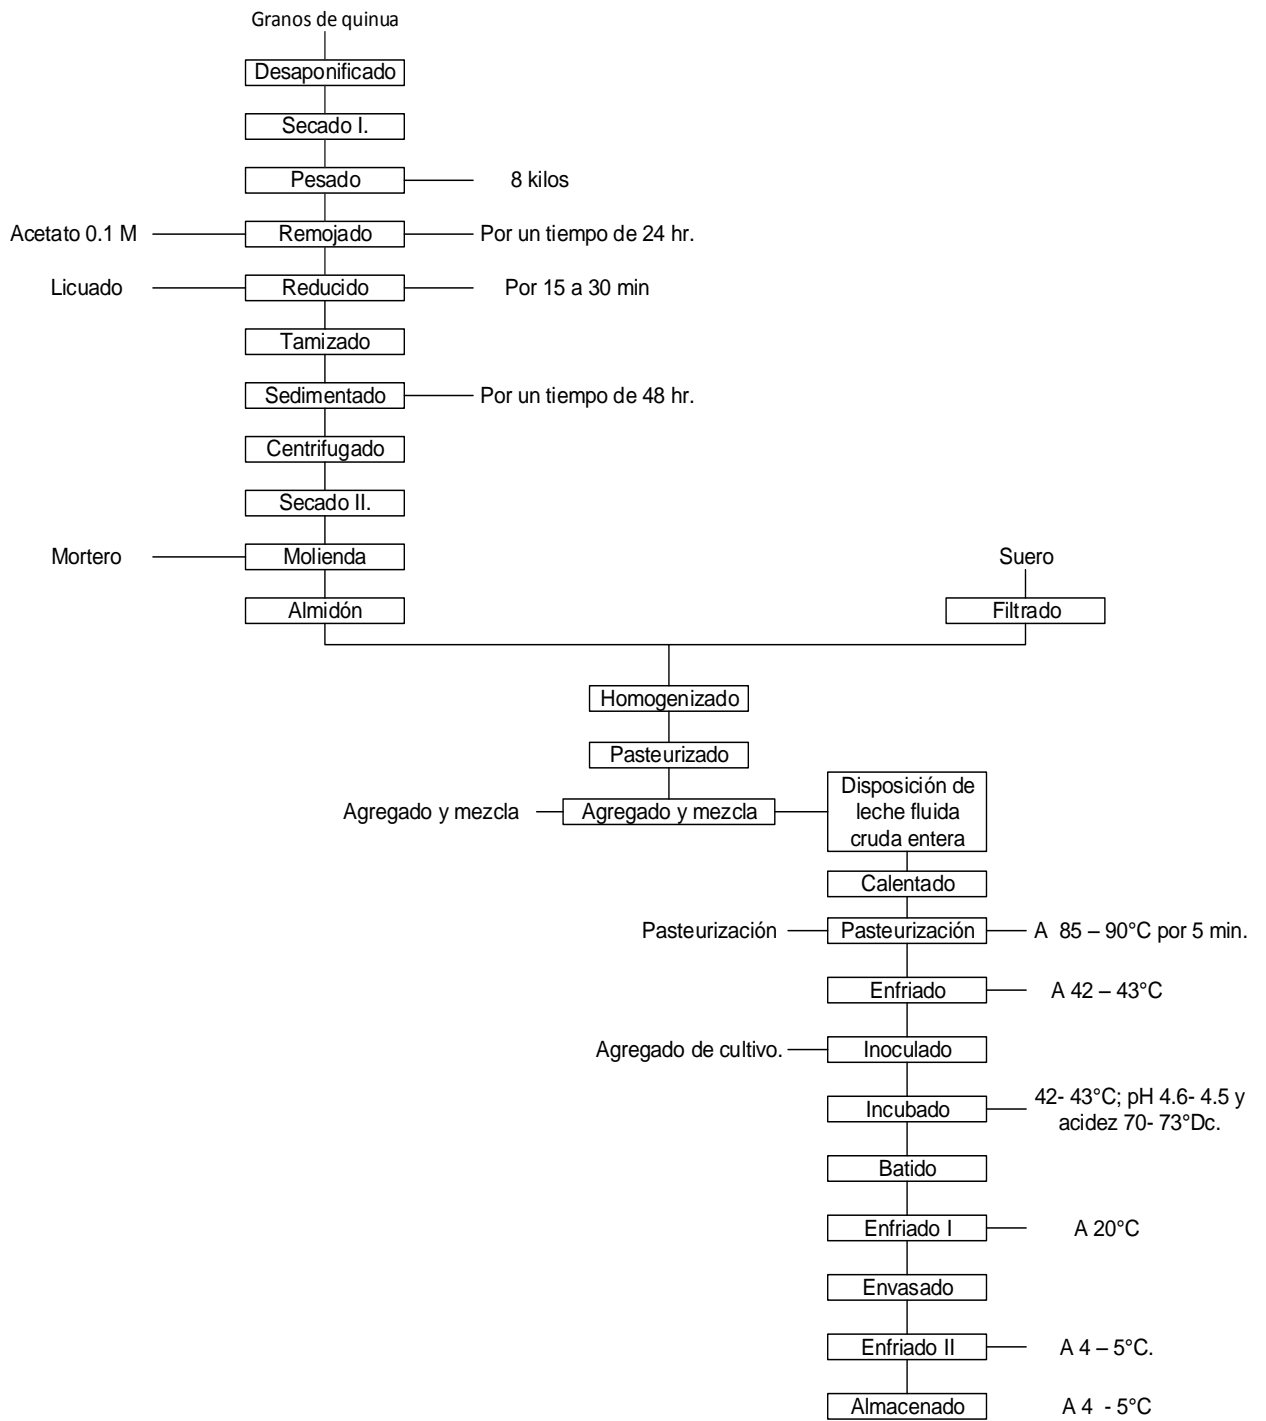 Granos de quinua
Desaponificado
Secado I.
Pesado
8 kilos
Acetato 0.1 M
Remojado
Por un tiempo de 24 hr.
Licuado
Reducido
Por 15 a 30 min
Tamizado
Sedimentado
Por un tiempo de 48 hr.
Centrifugado
Secado II.
Mortero
Molienda
Almidón
Suero
Filtrado
Homogenizado
Pasteurizado
Agregado y mezcla
Agregado y mezcla
Disposición de
leche fluida
cruda entera
Calentado
Pasteurización
Pasteurización
A 85 – 90°C por 5 min.
Enfriado
A 42 – 43°C
Agregado de cultivo.
Inoculado
Incubado
42- 43°C; pH 4.6- 4.5 y
acidez 70- 73°Dc.
Batido
Enfriado I
A 20°C
Envasado
Enfriado II
A 4 – 5°C.
Almacenado
A 4 - 5°C